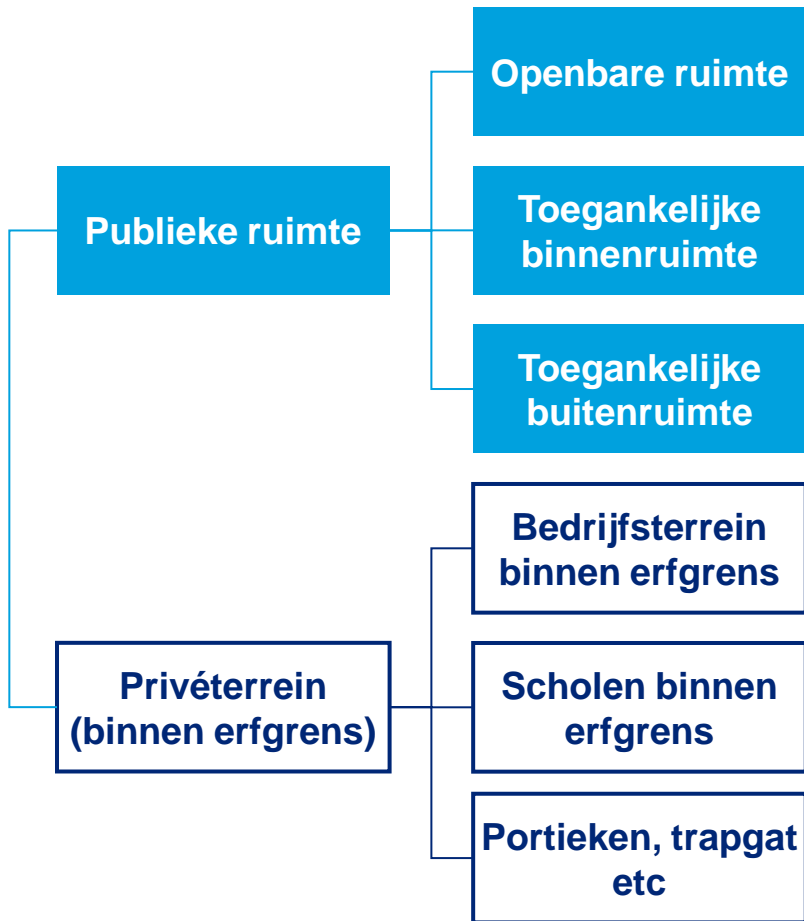 Openbare ruimte
Publieke ruimte
Toegankelijke
binnenruimte
Toegankelijke
buitenruimte
Bedrijfsterrein
binnen erfgrens
Privéterrein
(binnen erfgrens)
Scholen binnen
erfgrens
Portieken, trapgat
etc